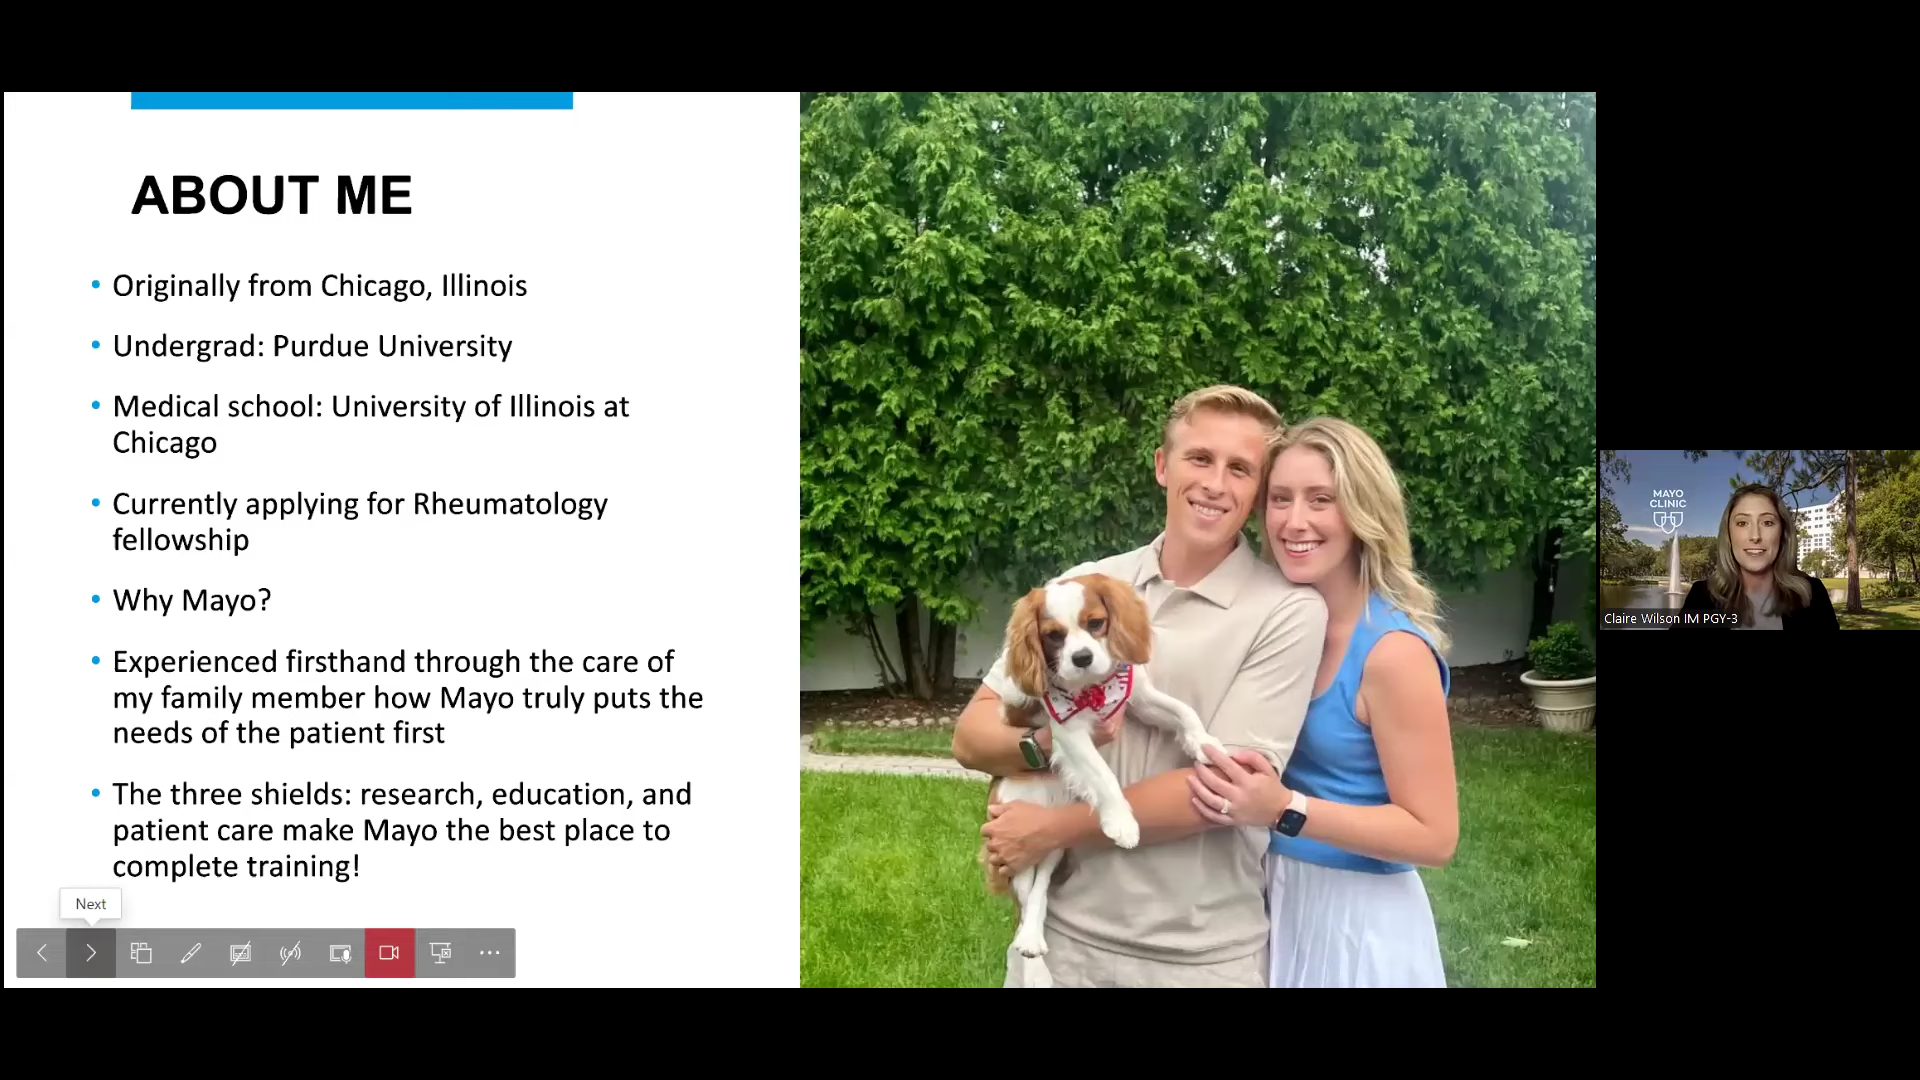 ABOUT ME
• Originally from Chicago, Illinois
• Undergrad: Purdue University
• Medical school: University of Illinois at
Chicago
• Currently applying for Rheumatology
fellowship
• Why Mayo?
• Experienced firsthand through the care of
my family member how Mayo truly puts the
needs of the patient first
• The three shields: research, education, and
patient care make Mayo the best place to
complete training!
Next
MAYO
CLINIC
Claire Wilson IM PGY-3